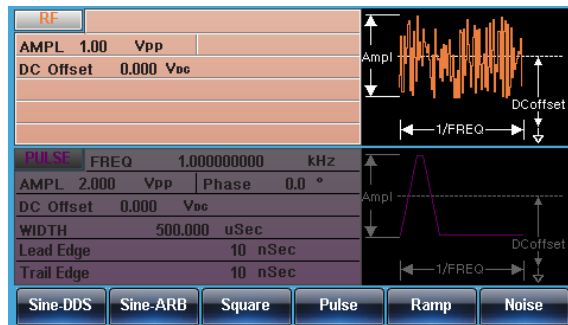 RF
AMPL 1.00 Vpp
DC Offset 0.000 VDC
Ampl
DCoffset
1/FREQ
PULSE FREQ 1.000000000 kHz
AMPL 2.000 Vpp Phase 0.0 °
DC Offset 0.000 VDC
WIDTH 500.000 uSec
Lead Edge 10 nSec
Trail Edge 10 nSec
Ampl
DCoffset
1/FREQ
Sine-DDS Sine-ARB Square Pulse Ramp Noise